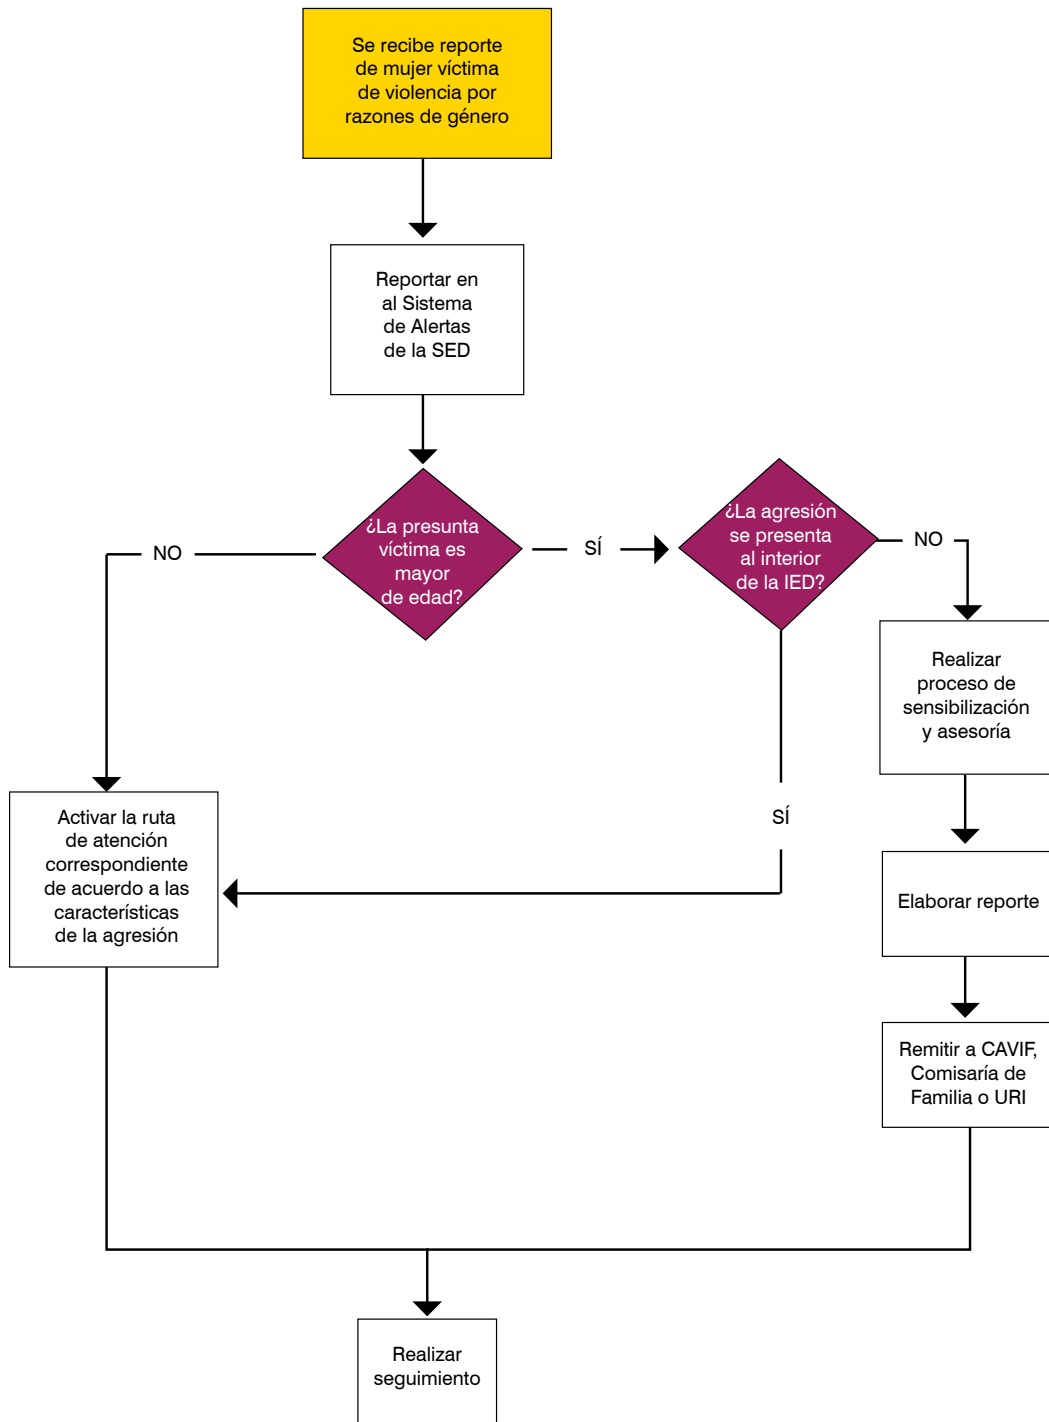 Se recibe reporte
de mujer víctima
de violencia por
razones de género
Reportar en
al Sistema
de Alertas
de la SED
¿La presunta
víctima es
mayor
de edad?
NO
SÍ
¿La agresión
se presenta
al interior
de la IED?
NO
SÍ
Realizar
proceso de
sensibilización
y asesoría
Activar la ruta
de atención
correspondiente
de acuerdo a las
características
de la agresión
Elaborar reporte
Remitir a CAVIF,
Comisaría de
Familia o URI
Realizar
seguimiento